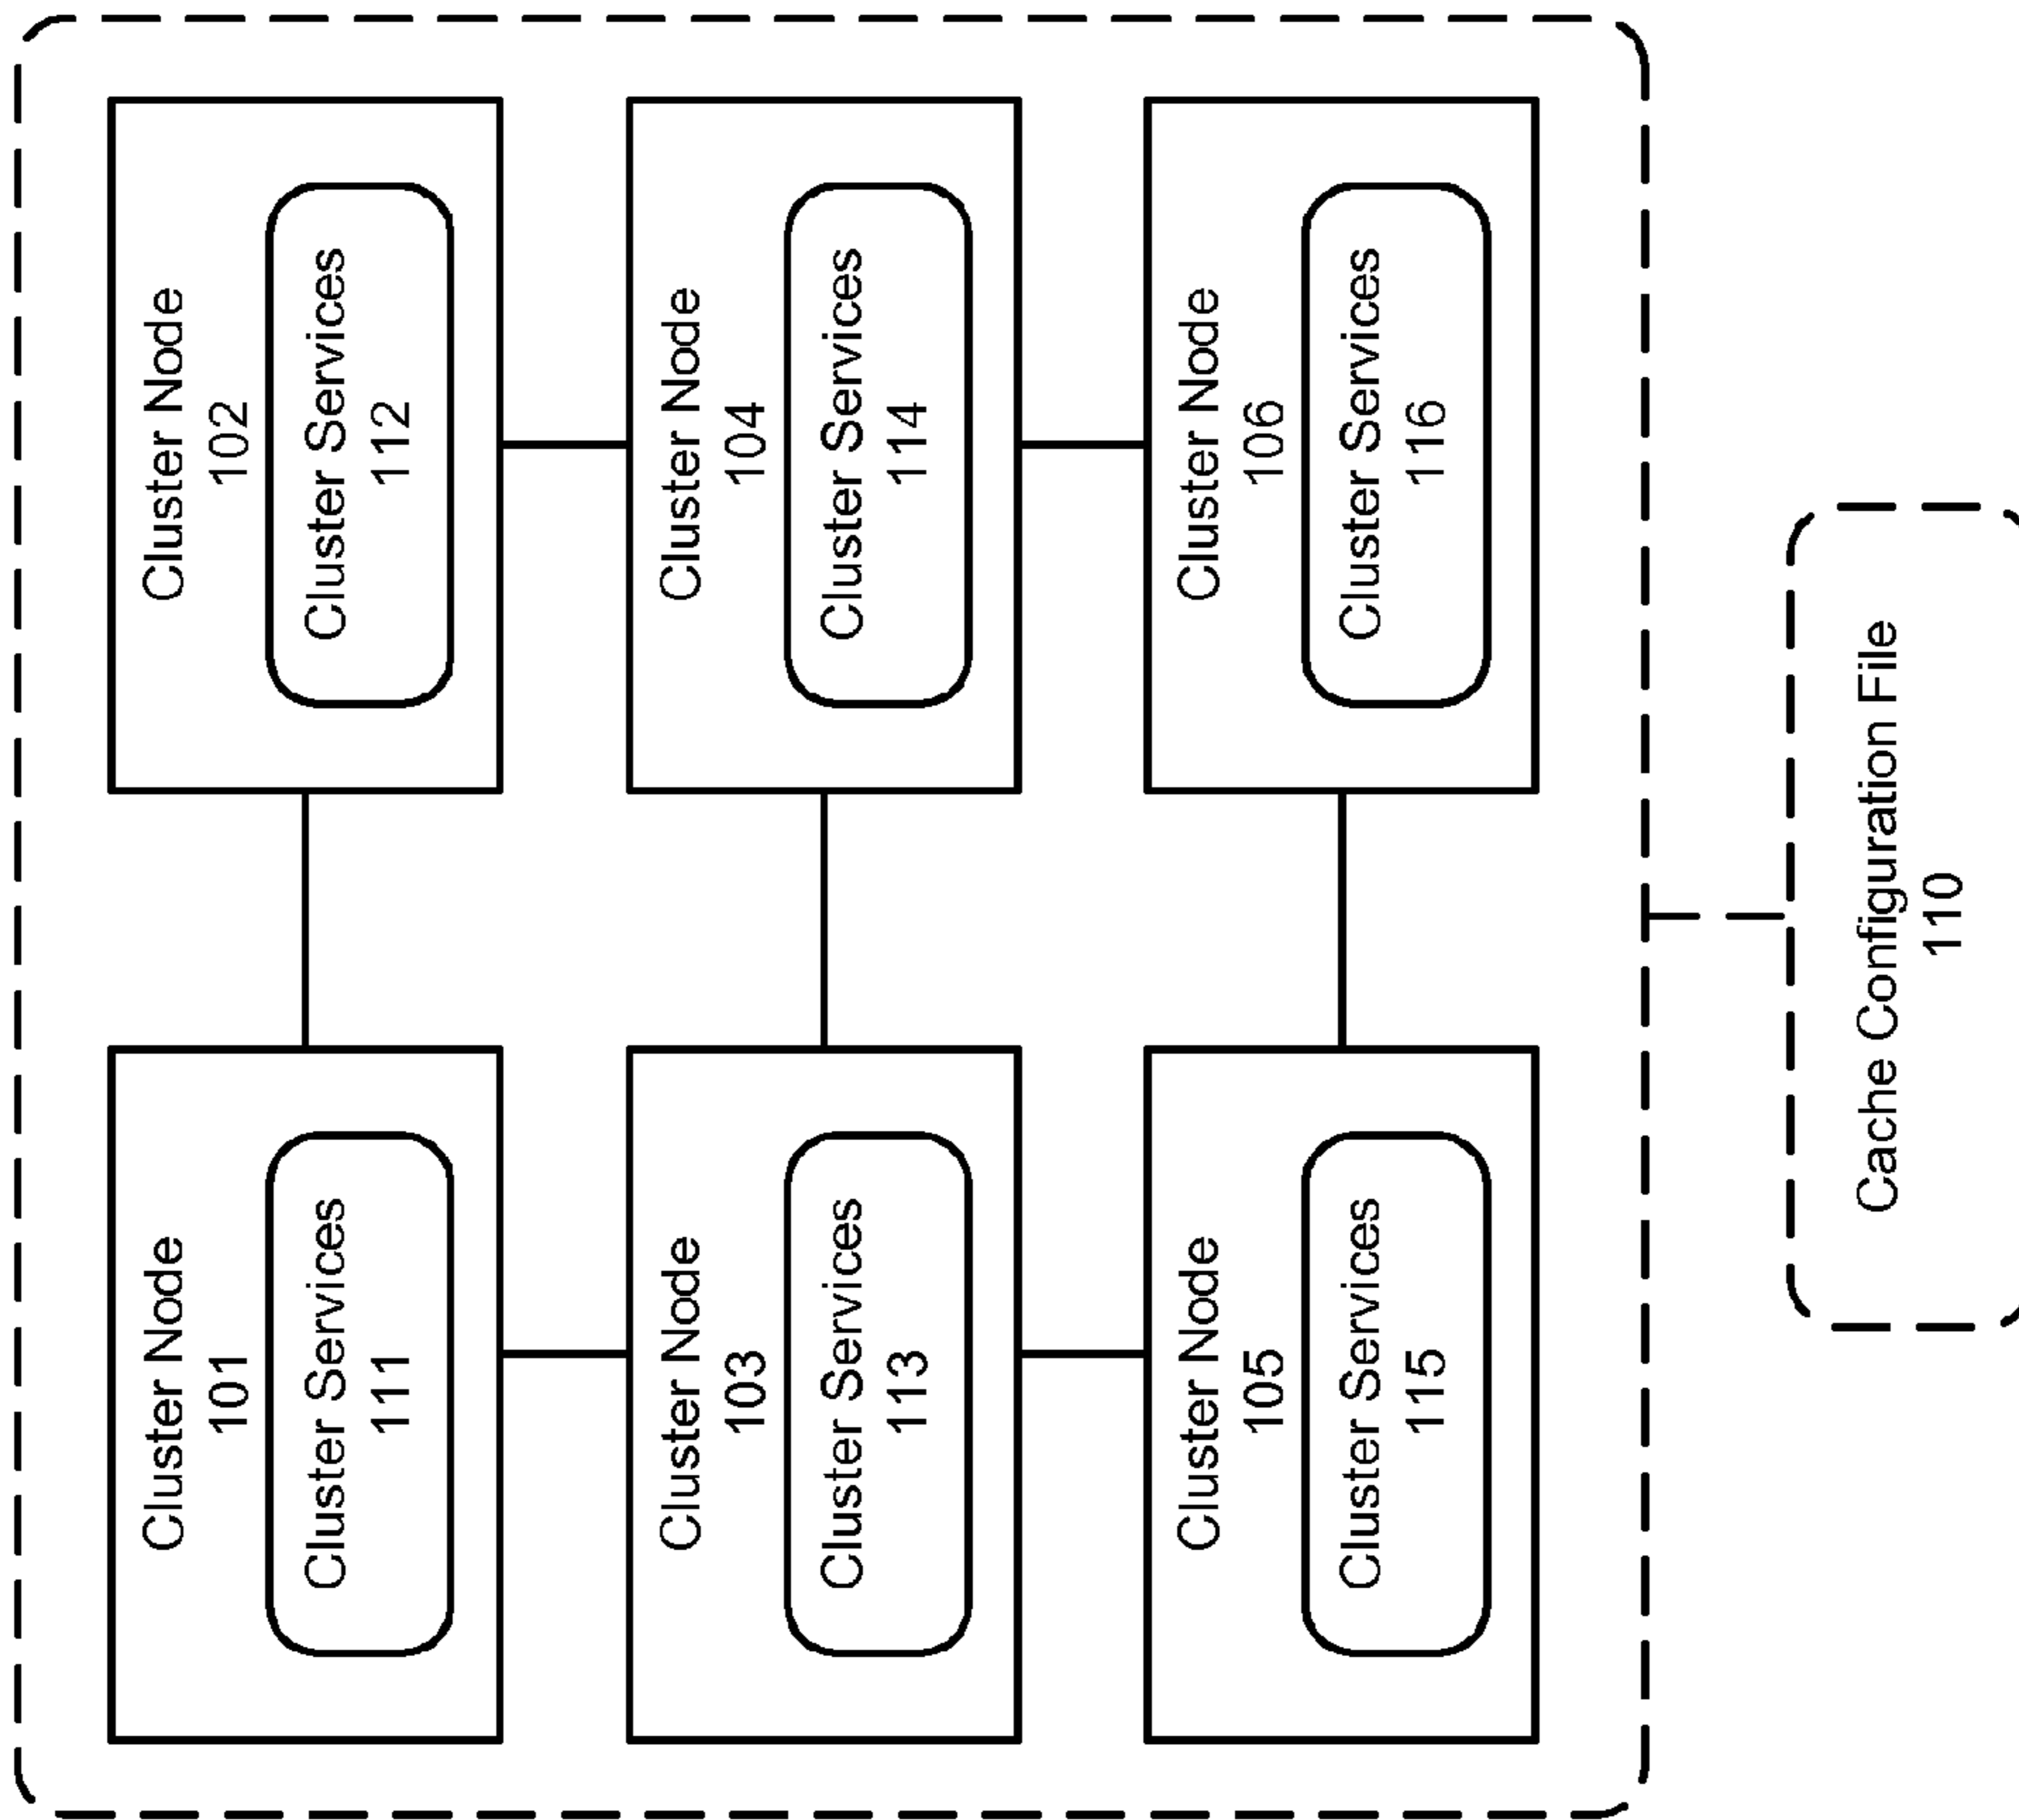 Cluster Node
101
Cluster Services
111
Cluster Node
102
Cluster Services
112
Cluster Node
103
Cluster Services
113
Cluster Node
104
Cluster Services
114
Cluster Node
105
Cluster Services
115
Cluster Node
106
Cluster Services
116
Cache Configuration File
110